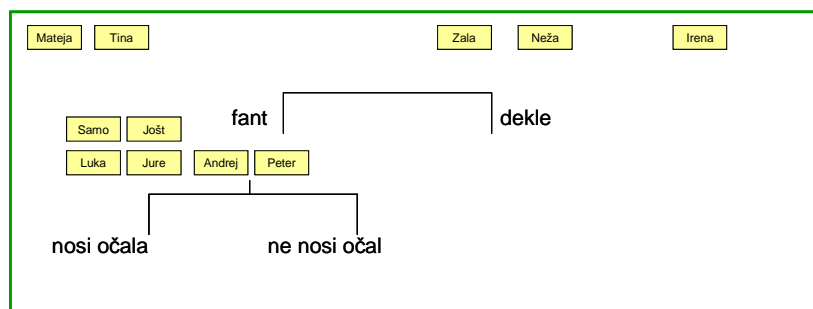 Mateja Tina Zala Neža Irena
fant dekle
Samo Jošt
Luka Jure Andrej Peter
nosi očala ne nosi očal